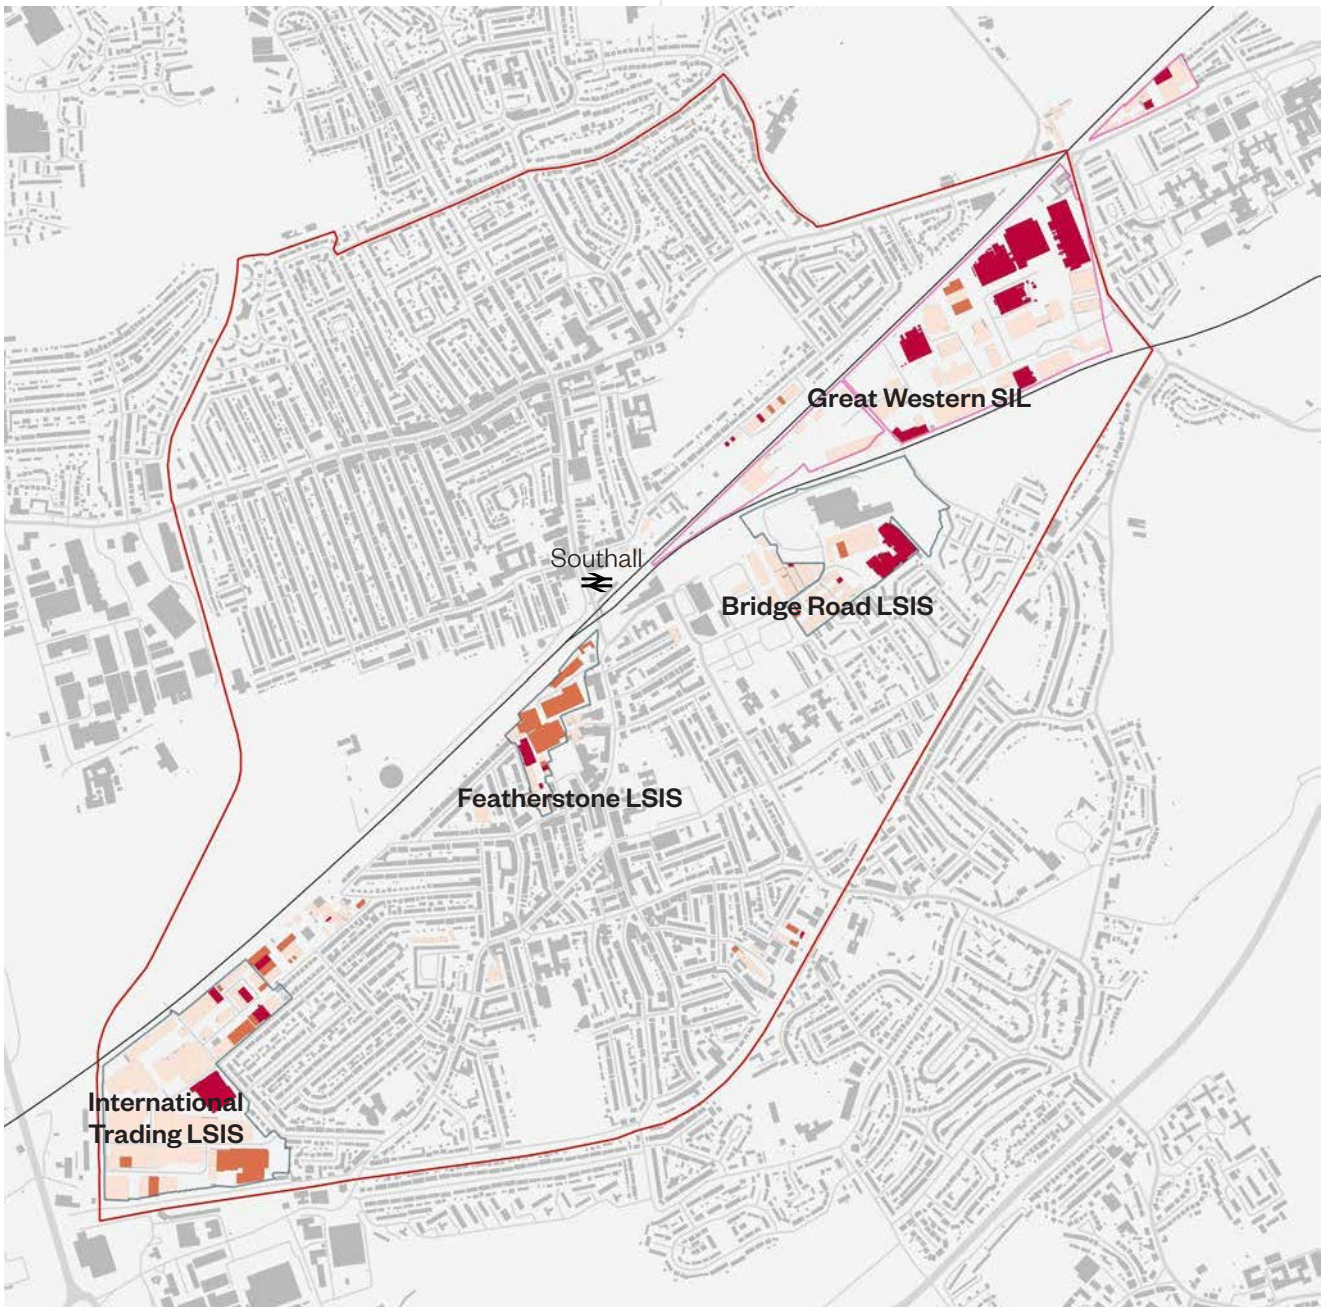 Great Western SIL
Southall
Bridge Road LSIS
Featherstone LSIS
International
Trading LSIS